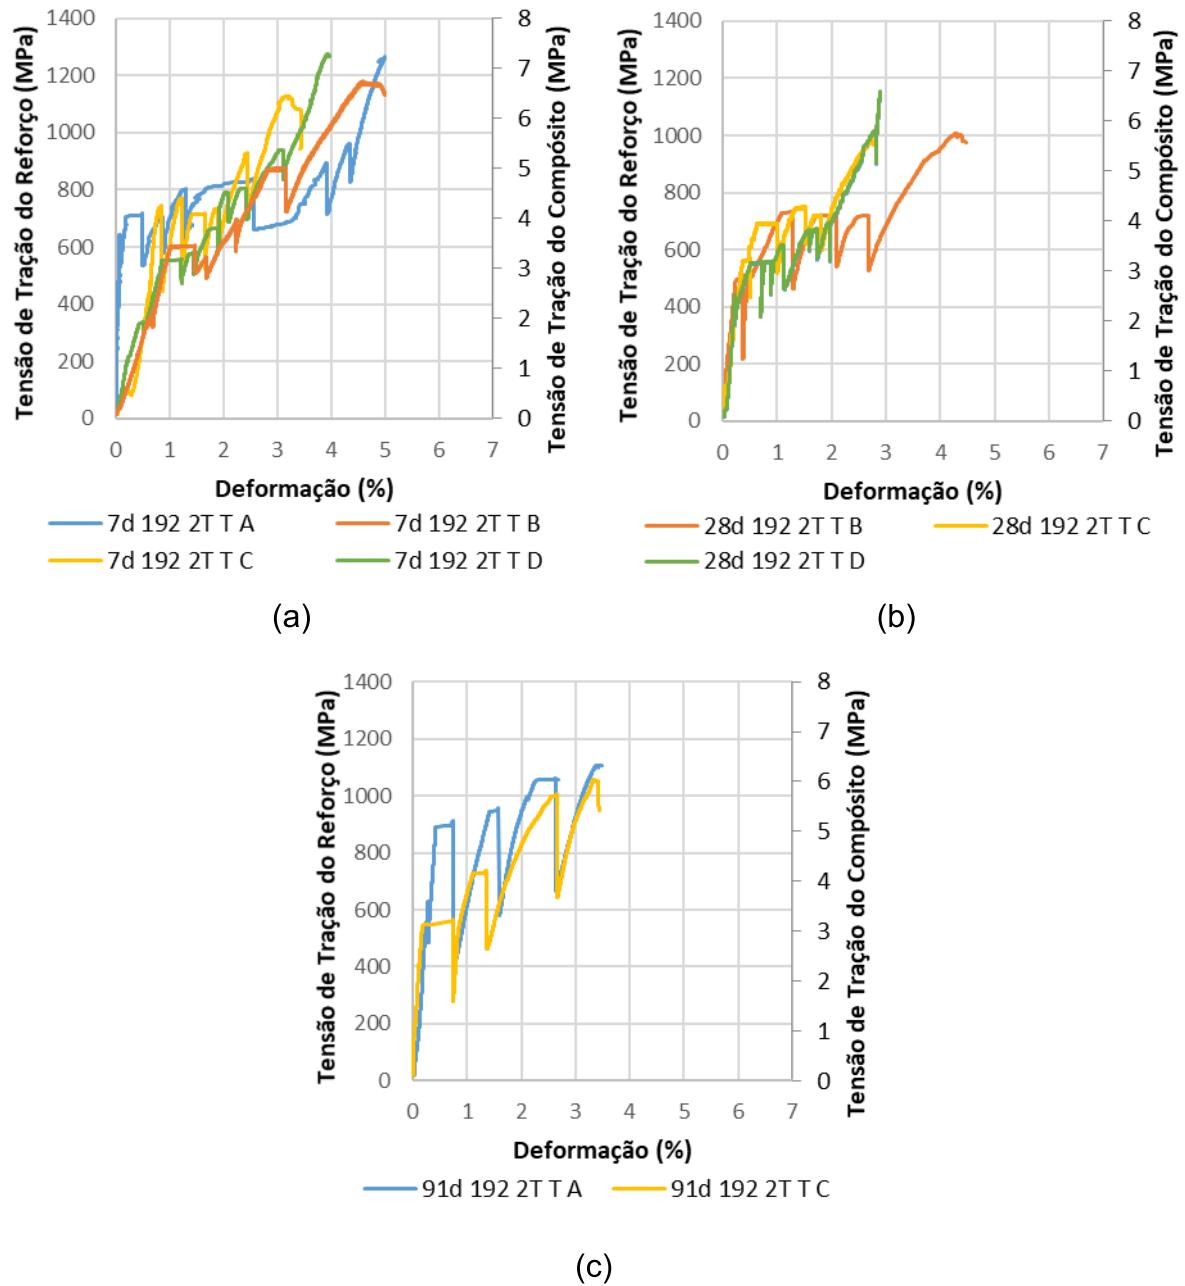 Tensão de Tração do Reforço (MPa)
1400
1200
1000
800
600
400
200
0
0 1 2 3 4 5 6 7
8
7
6
5
4
3
2
1
0
Tensão de Tração do Compósito (MPa)
Deformação (%)
7d 192 2T T A 7d 192 2T T B
7d 192 2T T C 7d 192 2T T D
(a)
Tensão de Tração do Reforço (MPa)
1400
1200
1000
800
600
400
200
0
0 1 2 3 4 5 6 7
8
7
6
5
4
3
2
1
0
Tensão de Tração do Compósito (MPa)
Deformação (%)
28d 192 2T T B 28d 192 2T T C
28d 192 2T T D
(b)
Tensão de Tração do Reforço (MPa)
1400
1200
1000
800
600
400
200
0
0 1 2 3 4 5 6 7
8
7
6
5
4
3
2
1
0
Tensão de Tração do Compósito (MPa)
Deformação (%)
91d 192 2T T A 91d 192 2T T C
(c)